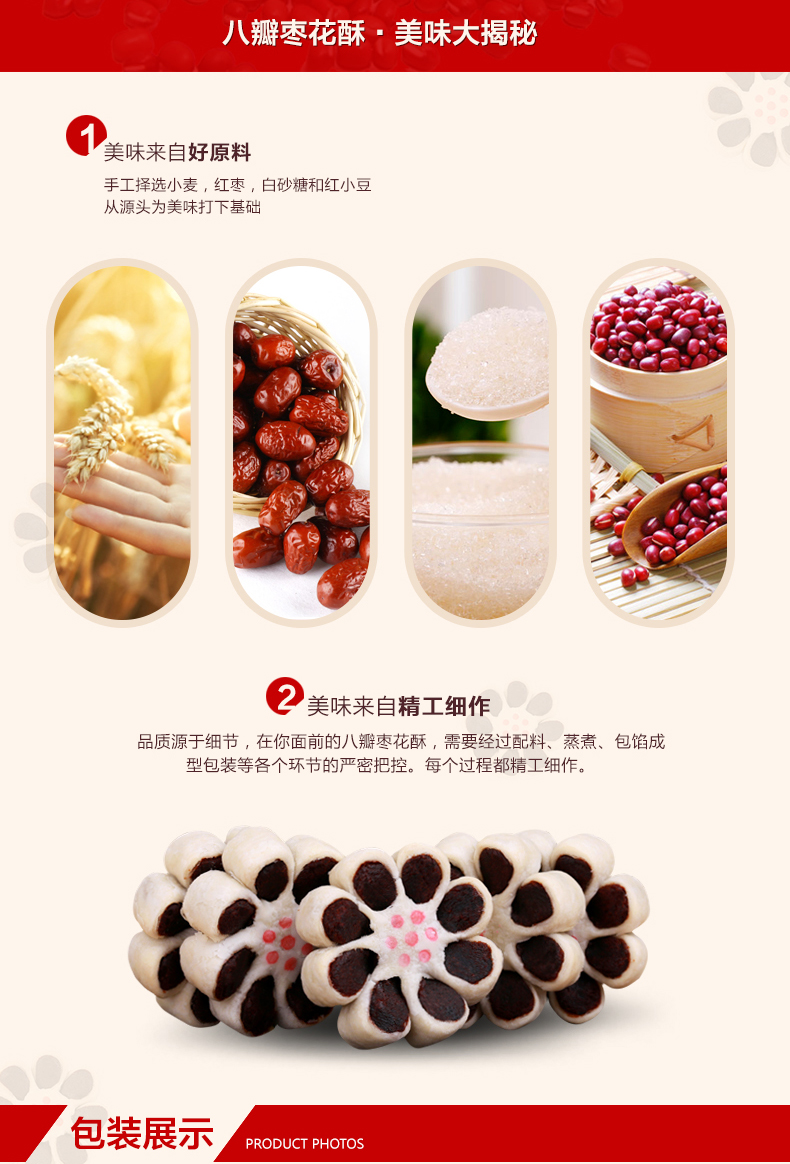 八瓣枣花酥·美味大揭秘
1
美味来自好原料
手工择选小麦，红枣，白砂糖和红小豆
从源头为美味打下基础
2
美味来自精工细作
品质源于细节，在你面前的八瓣枣花酥，需要经过配料、蒸煮、包馅成
型包装等各个环节的严密把控。每个过程都精工细作。
包装展示 PRODUCT PHOTOS